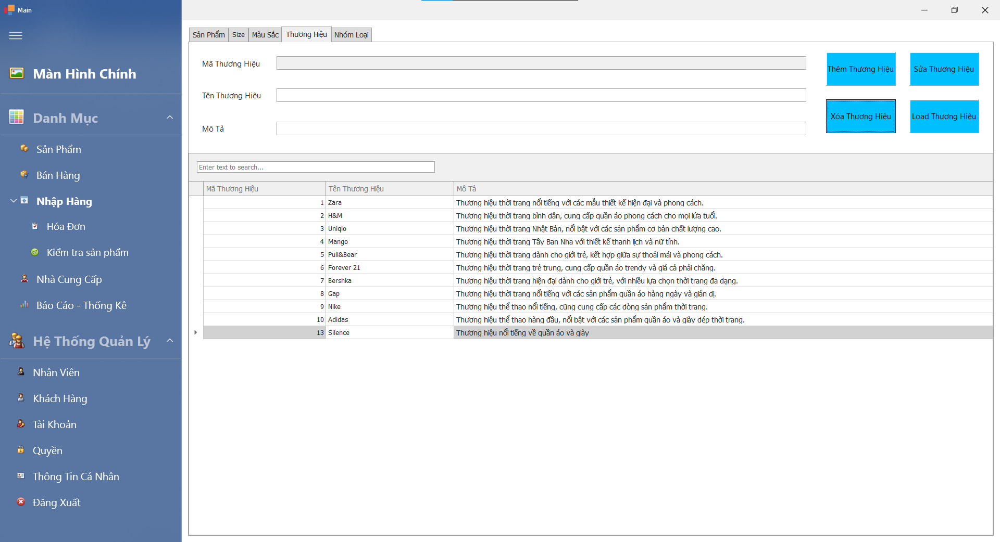 Main
Màn Hình Chính
Danh Mục
Sản Phẩm
Bán Hàng
Nhập Hàng
Hóa Đơn
Kiểm tra sản phẩm
Nhà Cung Cấp
Báo Cáo - Thống Kê
Hệ Thống Quản Lý
Nhân Viên
Khách Hàng
Tài Khoản
Quyền
Thông Tin Cá Nhân
Đăng Xuất
Sản Phẩm Size Màu Sắc Thương Hiệu Nhóm Loại
Mã Thương Hiệu
Tên Thương Hiệu
Mô Tả
Thêm Thương Hiệu Sửa Thương Hiệu
Xóa Thương Hiệu Load Thương Hiệu
Enter text to search...
Mã Thương Hiệu Tên Thương Hiệu Mô Tả
1 Zara Thương hiệu thời trang nổi tiếng với các mẫu thiết kế hiện đại và phong cách.
2 H&M Thương hiệu thời trang bình dân, cung cấp quần áo phong cách cho mọi lứa tuổi.
3 Uniqlo Thương hiệu thời trang Nhật Bản, nổi bật với các sản phẩm cơ bản chất lượng cao.
4 Mango Thương hiệu thời trang Tây Ban Nha với thiết kế thanh lịch và nữ tính.
5 Pull&Bear Thương hiệu thời trang dành cho giới trẻ, kết hợp giữa sự thoải mái và phong cách.
6 Forever 21 Thương hiệu thời trang trẻ trung, cung cấp quần áo trendy và giá cả phải chăng.
7 Bershka Thương hiệu thời trang hiện đại dành cho giới trẻ, với nhiều lựa chọn thời trang đa dạng.
8 Gap Thương hiệu thời trang nổi tiếng với các sản phẩm quần áo hàng ngày và giản dị.
9 Nike Thương hiệu thể thao nổi tiếng, cũng cung cấp các dòng sản phẩm thời trang.
10 Adidas Thương hiệu thể thao hàng đầu, nổi bật với các sản phẩm quần áo và giày dép thời trang.
13 Silence Thương hiệu nổi tiếng về quần áo và giày